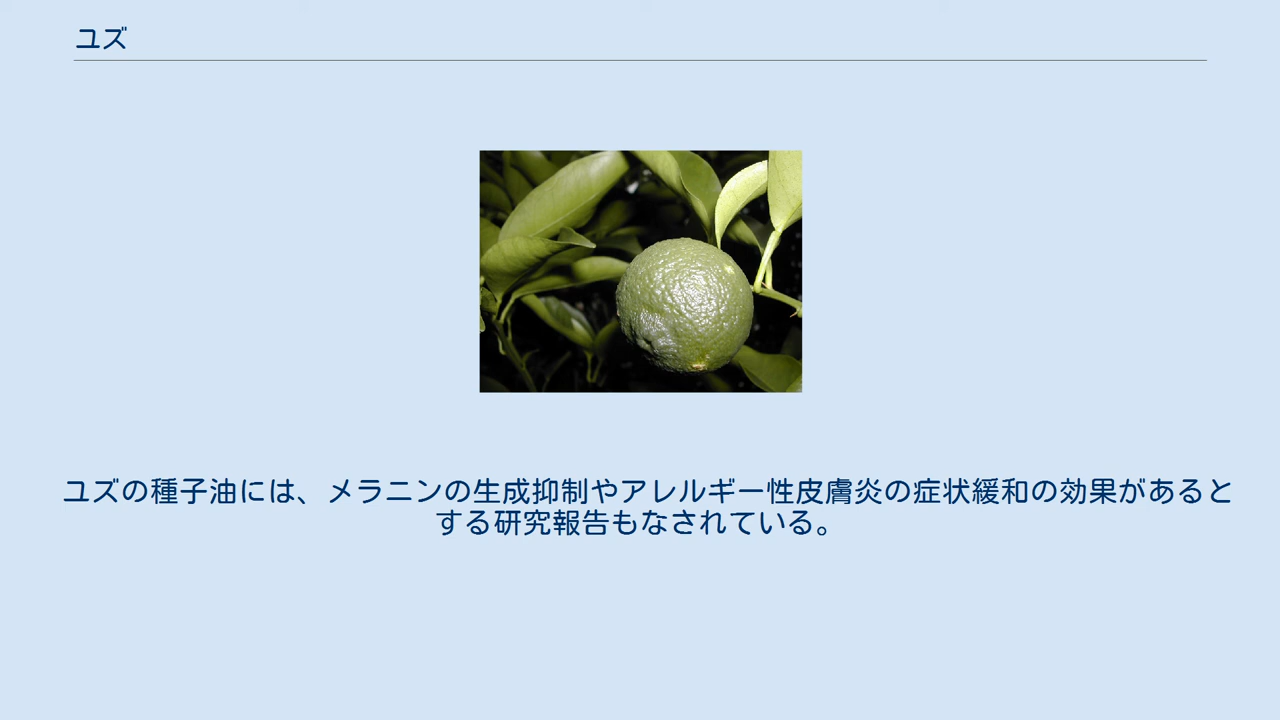 ユズ
ユズの種子油には、メラニンの生成抑制やアレルギー性皮膚炎の症状緩和の効果があると
する研究報告もなされている。